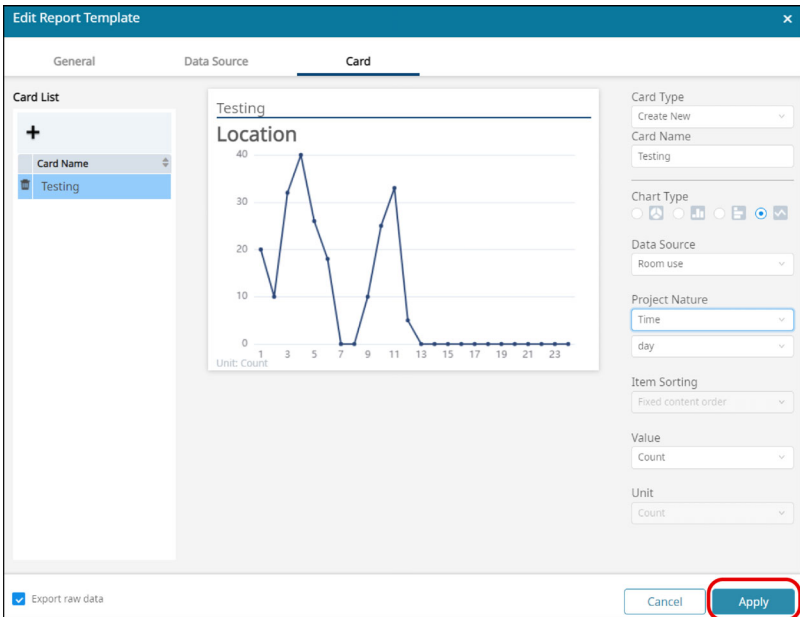 Edit Report Template
General
Data Source
Card
Card List
Card Name
Testing
Testing
Location
40
30
20
10
0
1 3 5 7 9 11 13 15 17 19 21 23
Unit: Count
Card Type
Create New
Card Name
Testing
Chart Type
Data Source
Room use
Project Nature
Time
day
Item Sorting
Fixed content order
Value
Count
Unit
Count
Export raw data
Cancel
Apply